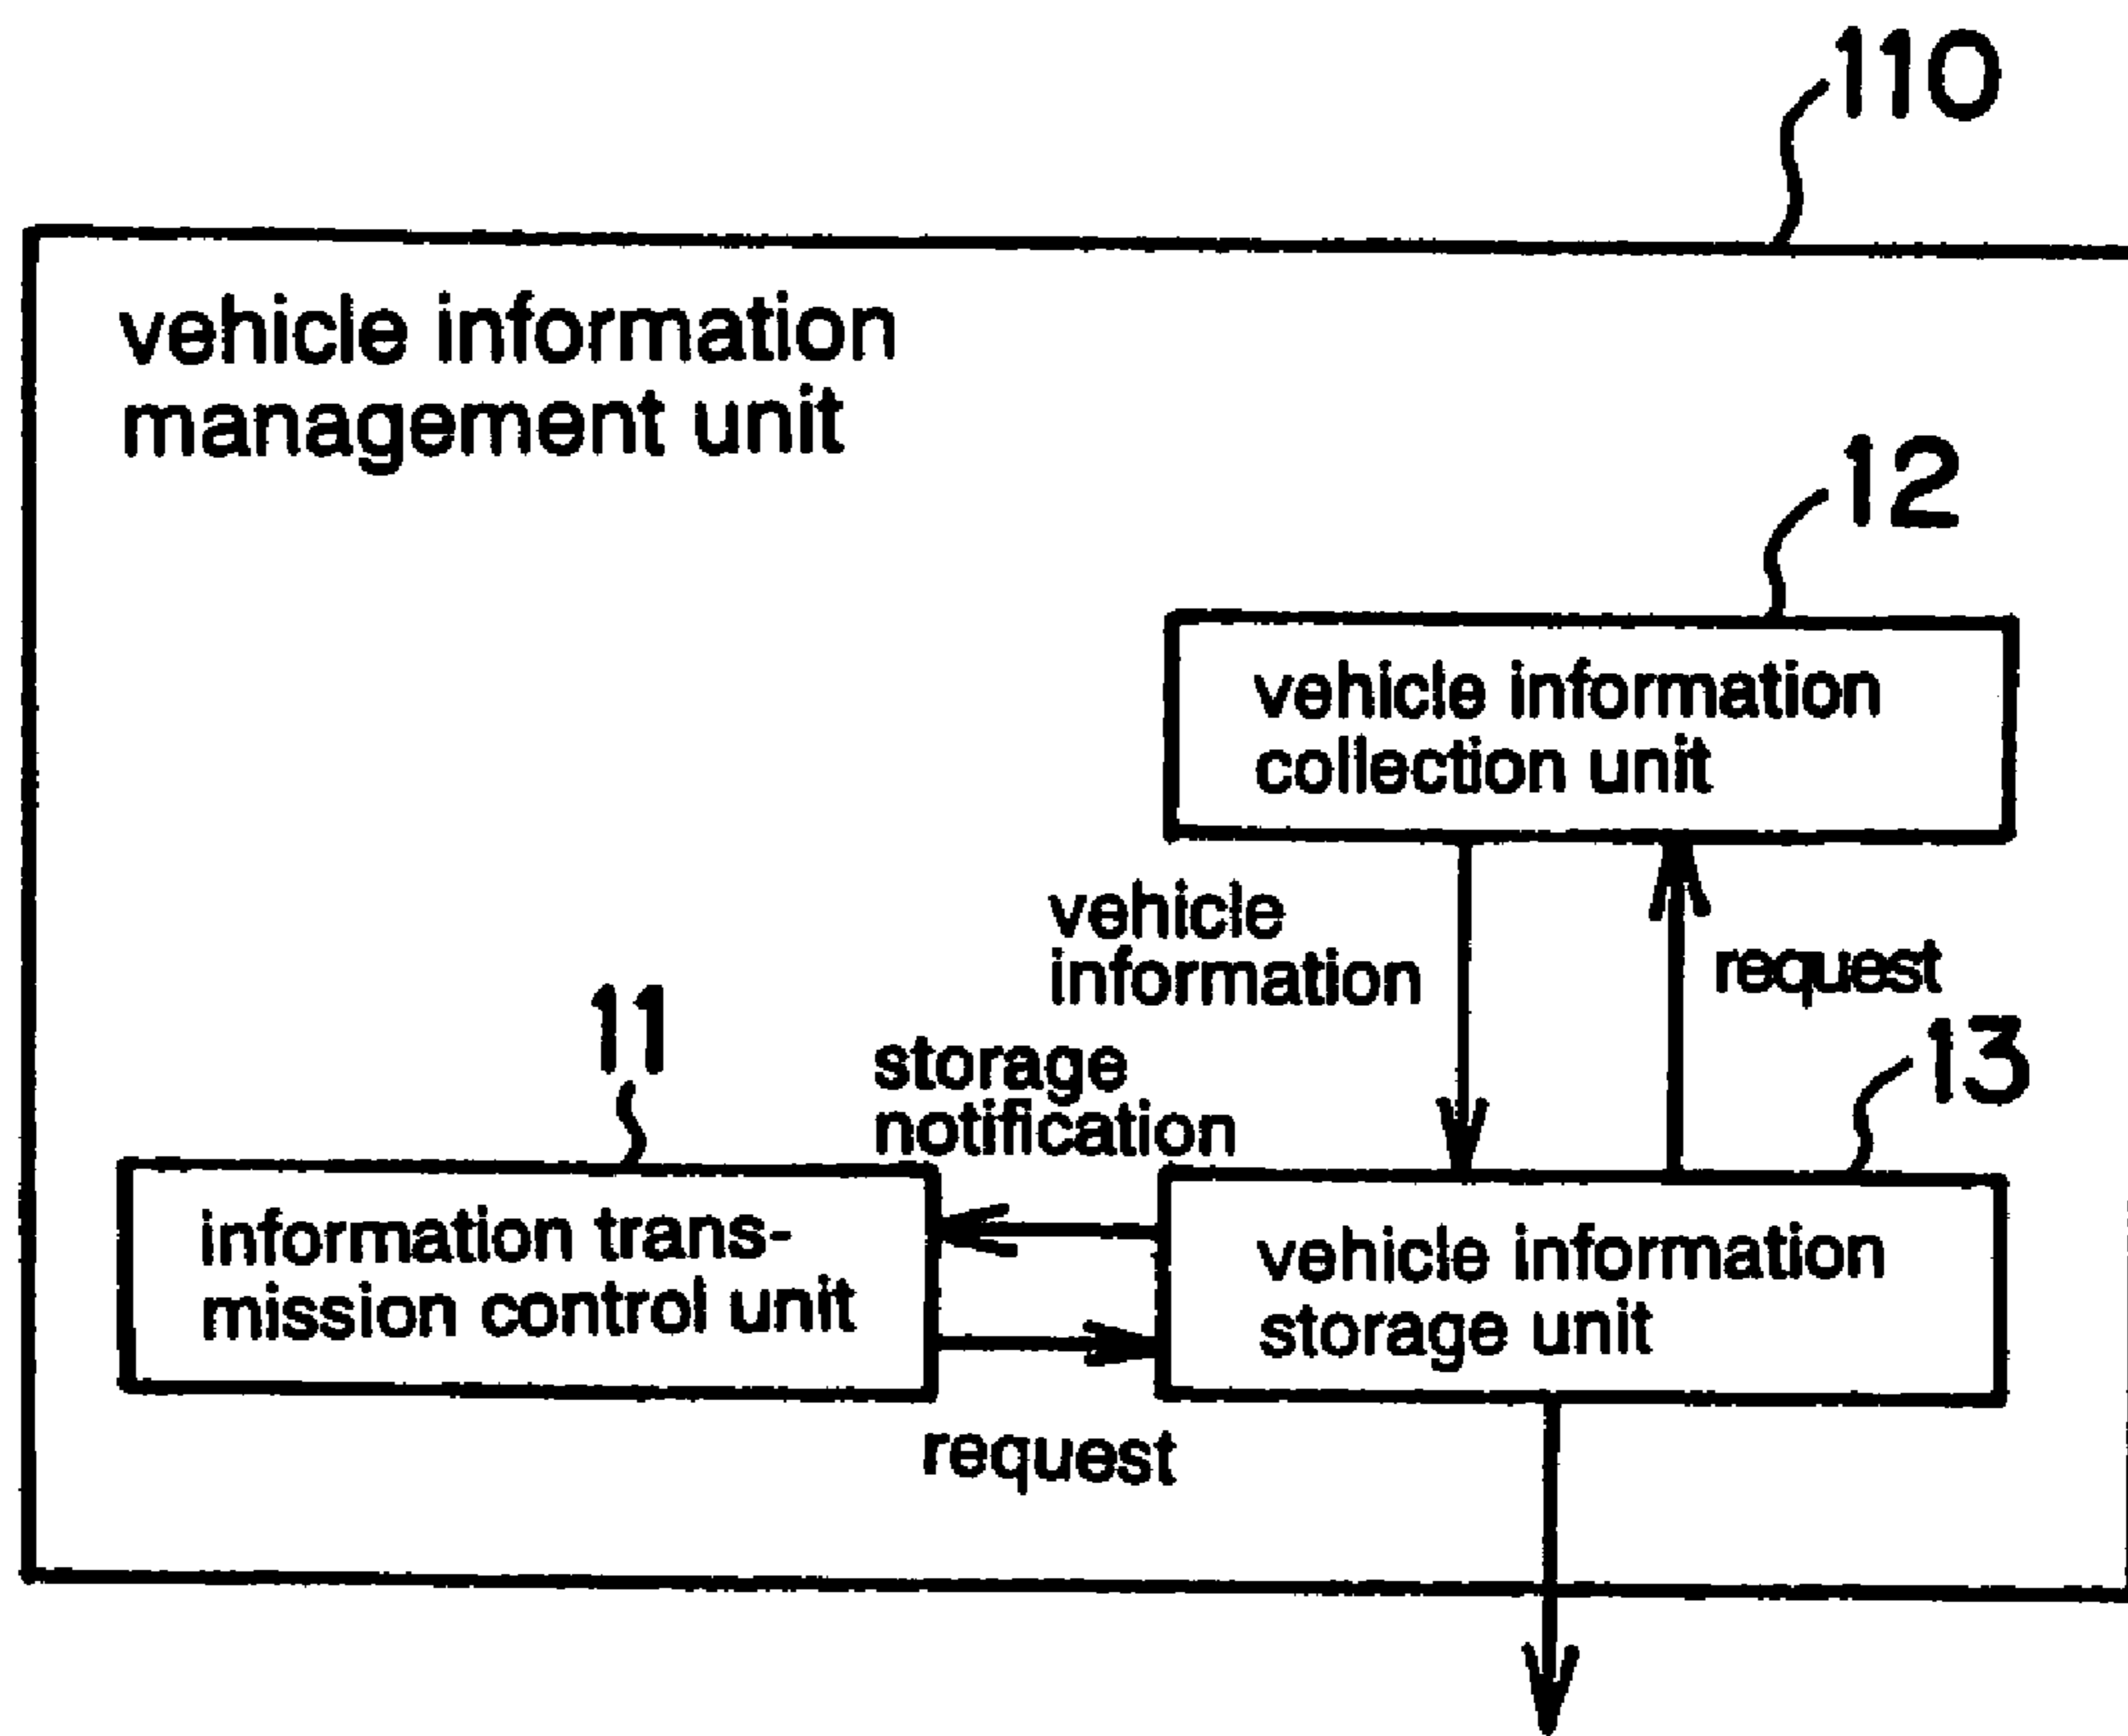 110
vehicle information
management unit
12
vehicle information
collection unit
vehicle
information
request
11
storage
notification
13
information trans-
mission control unit
vehicle information
storage unit
request